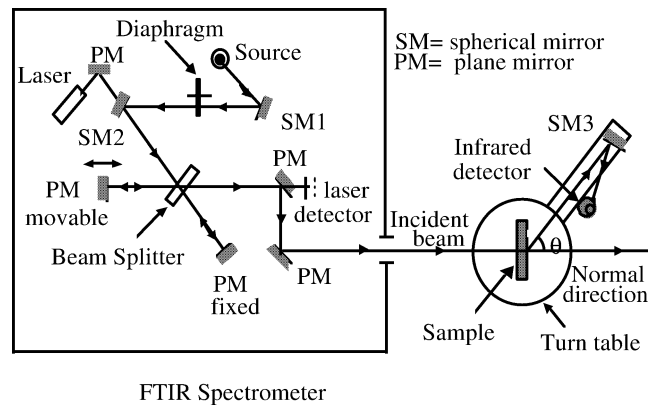 Diaphragm
PM
Source
SM= spherical mirror
PM= plane mirror
Laser
SM1
SM2
SM3
PM
Infrared
detector
PM
movable
laser
detector
Incident
beam
θ
Beam Splitter
PM
fixed
PM
Normal
direction
Sample
Turn table
FTIR Spectrometer